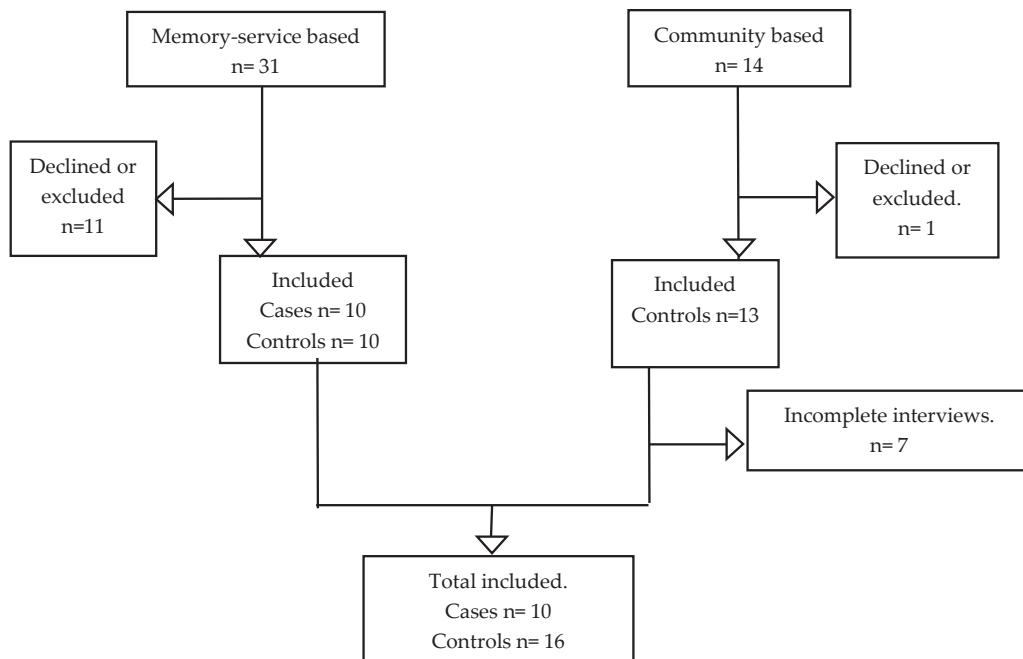 Memory-service based
n= 31
Community based
n= 14
Declined or
excluded
n=11
Declined or
excluded.
n= 1
Included
Cases n= 10
Controls n= 10
Included
Controls n=13
Incomplete interviews.
n= 7
Total included.
Cases n= 10
Controls n= 16